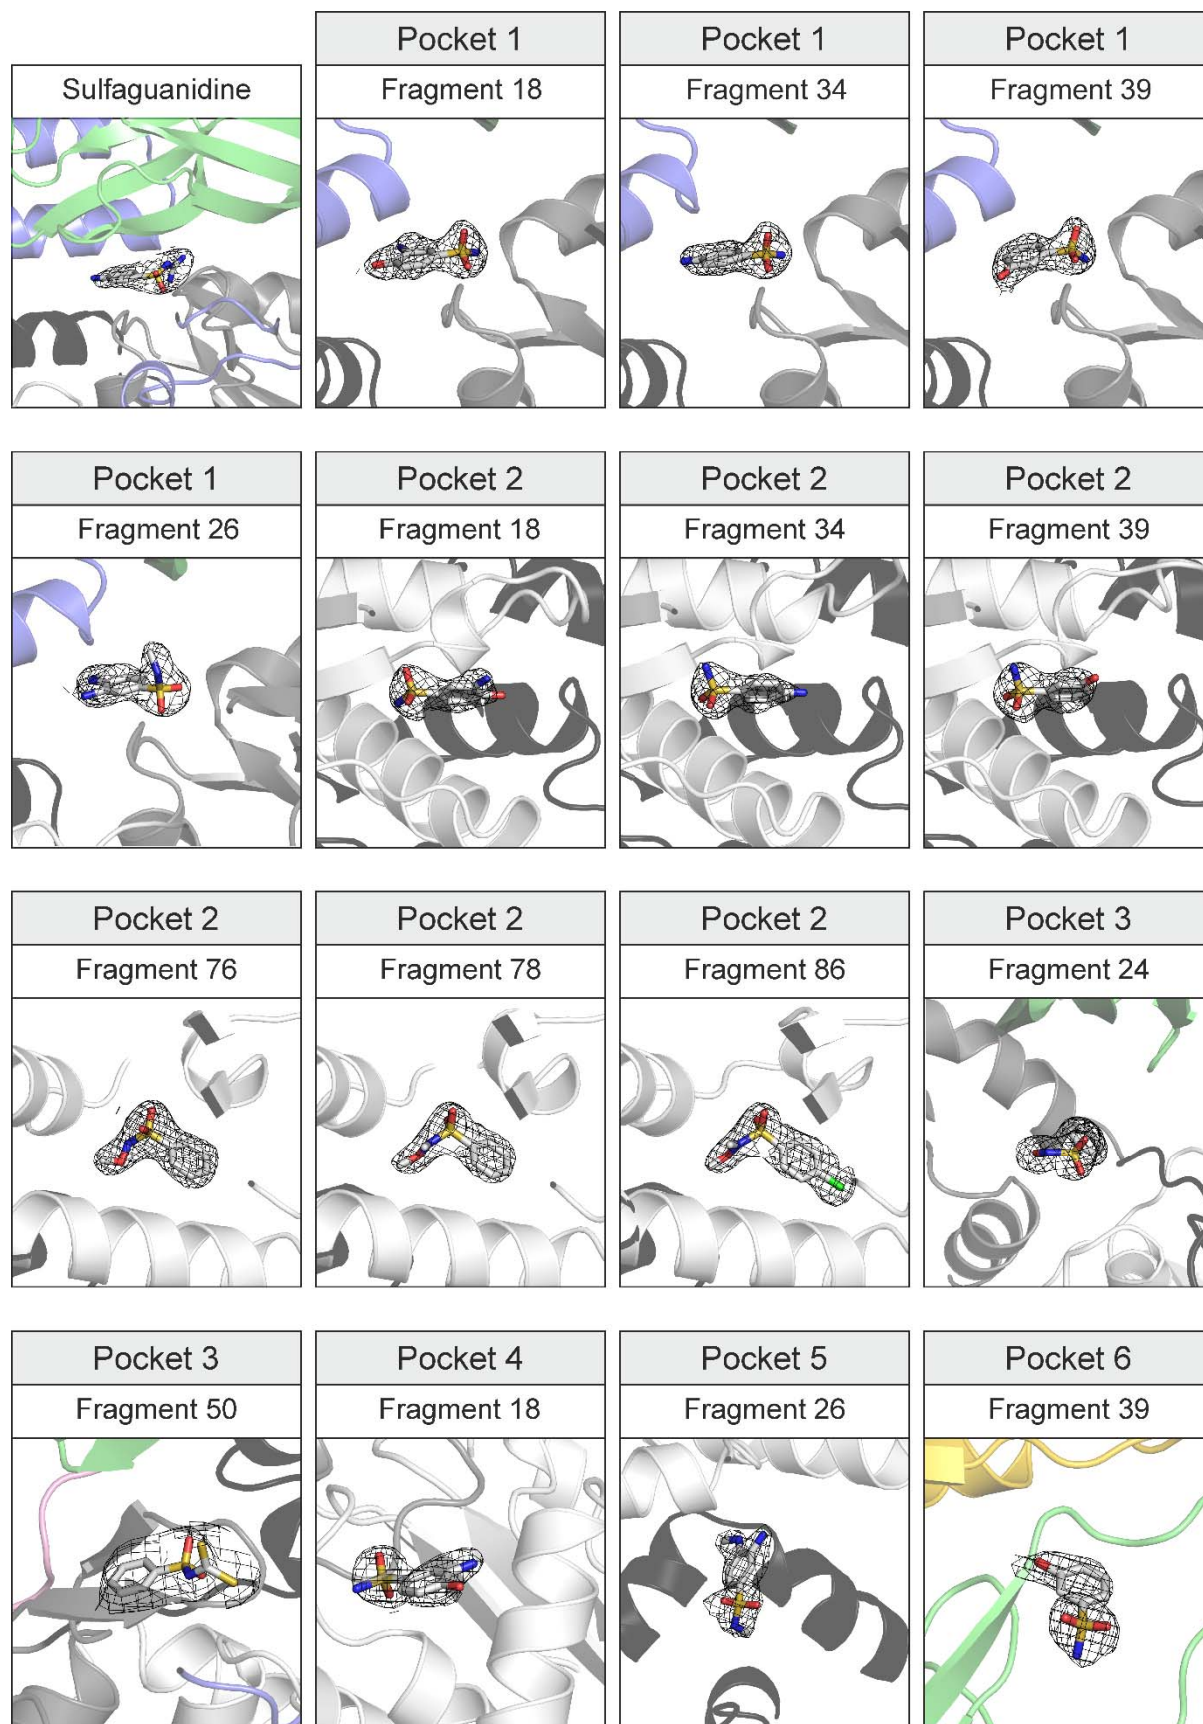 Pocket 1
Pocket 1
Pocket 1
Sulfaguanidine
Fragment 18
Fragment 34
Fragment 39
Pocket 1
Pocket 2
Pocket 2
Pocket 2
Fragment 26
Fragment 18
Fragment 34
Fragment 39
Pocket 2
Pocket 2
Pocket 2
Pocket 3
Fragment 76
Fragment 78
Fragment 86
Fragment 24
Pocket 3
Pocket 4
Pocket 5
Pocket 6
Fragment 50
Fragment 18
Fragment 26
Fragment 39